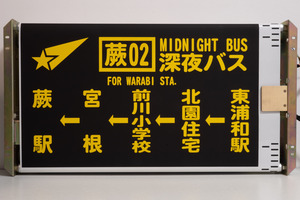 蕨02
MIDNIGHT BUS
深夜バス
FOR WARABI STA.
東浦和駅
←
北園住宅
←
前川小学校
←
宮根
←
蕨駅